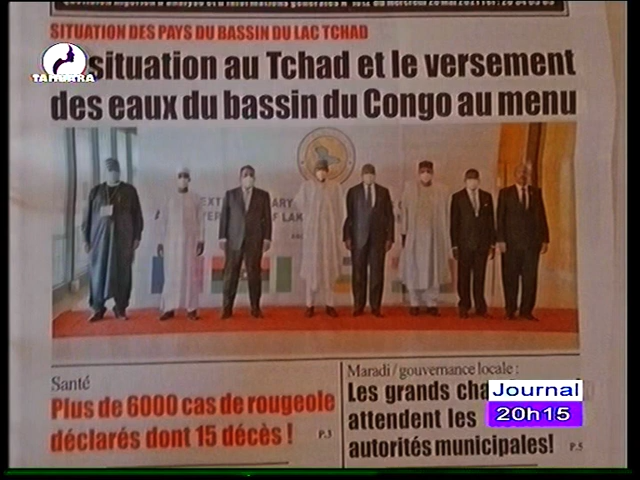 SITUATION DES PAYS DU BASSIN DU LAC TCHAD
situation au Tchad et le versement
des eaux du bassin du Congo au menu
TAMBARA
Santé
Plus de 6000 cas de rougeole
déclarés dont 15 décès !
P.3
Maradi / gouvernance locale :
Les grands
attendent les
autorités municipales!
P.5
Journal
20h15